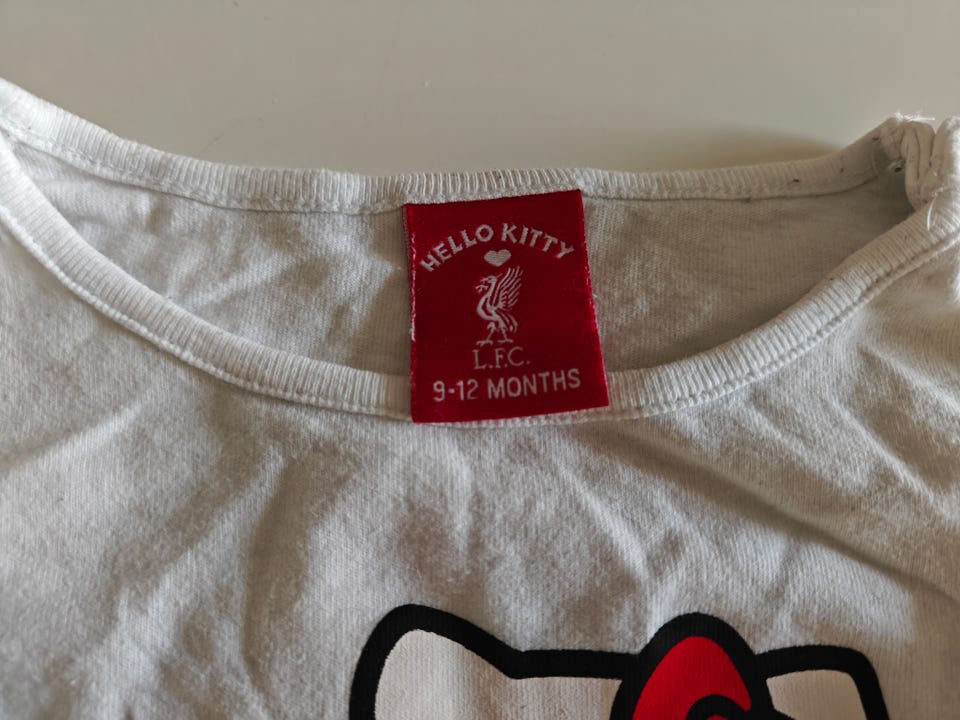 HELLO KITTY
L.F.C.
9-12 MONTHS